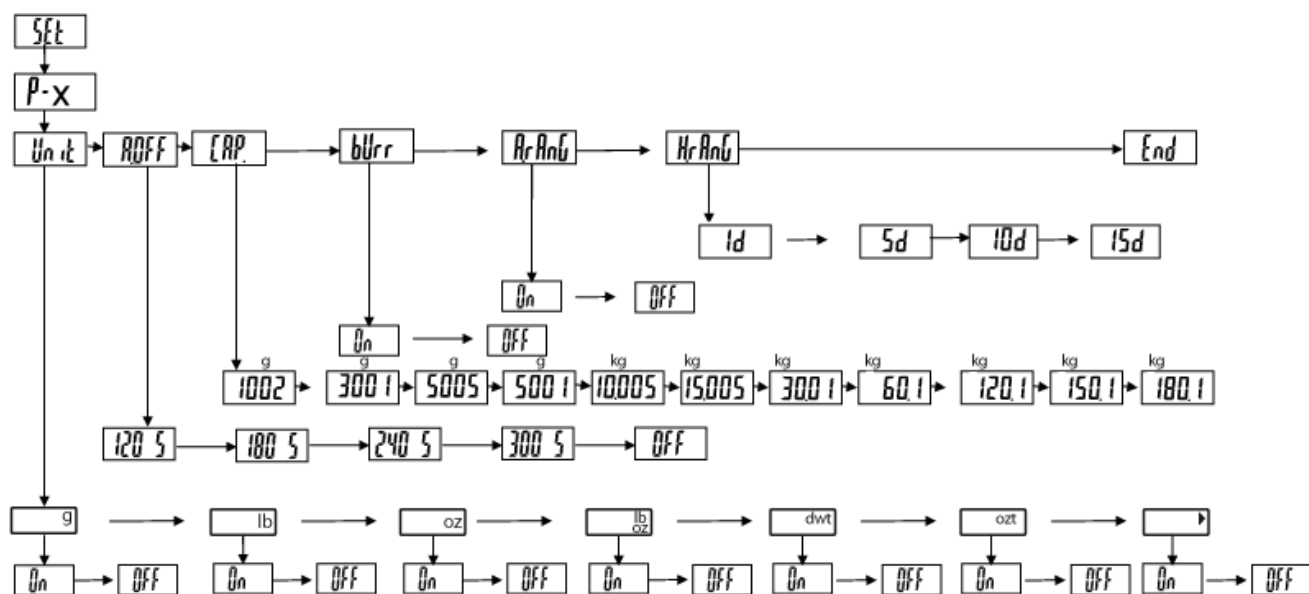 SEt
P-X
Unit A.OFF CAP. bUrr A.rAnG H.rAnG End
1d 5d 10d 15d
On OFF
On OFF
g g g g kg kg kg kg kg kg kg
1002 3001 5005 5001 10.005 15.005 30.01 60.1 120.1 150.1 180.1
120 S 180 S 240 S 300 S OFF
g lb oz lb oz dwt ozt
On OFF On OFF On OFF On OFF On OFF On OFF On OFF